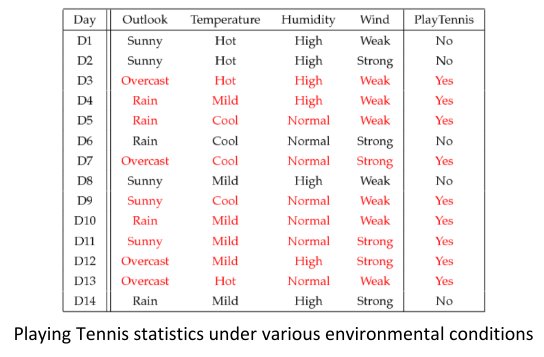 Day Outlook Temperature Humidity Wind PlayTennis
D1 Sunny Hot High Weak No
D2 Sunny Hot High Strong No
D3 Overcast Hot High Weak Yes
D4 Rain Mild High Weak Yes
D5 Rain Cool Normal Weak Yes
D6 Rain Cool Normal Strong No
D7 Overcast Cool Normal Strong Yes
D8 Sunny Mild High Weak No
D9 Sunny Cool Normal Weak Yes
D10 Rain Mild Normal Weak Yes
D11 Sunny Mild Normal Strong Yes
D12 Overcast Mild High Strong Yes
D13 Overcast Hot Normal Weak Yes
D14 Rain Mild High Strong No
Playing Tennis statistics under various environmental conditions